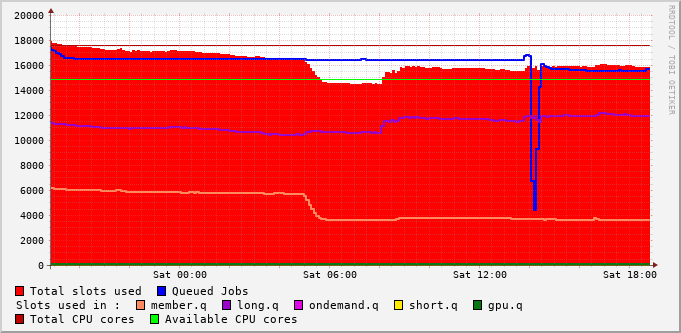 20000
18000
16000
14000
12000
10000
8000
6000
4000
2000
0
Sat 00:00 Sat 06:00 Sat 12:00 Sat 18:00
RRDTOOL / TOBI OETIKER
Total slots used Queued Jobs
Slots used in : member.q long.q ondemand.q short.q gpu.q
Total CPU cores Available CPU cores